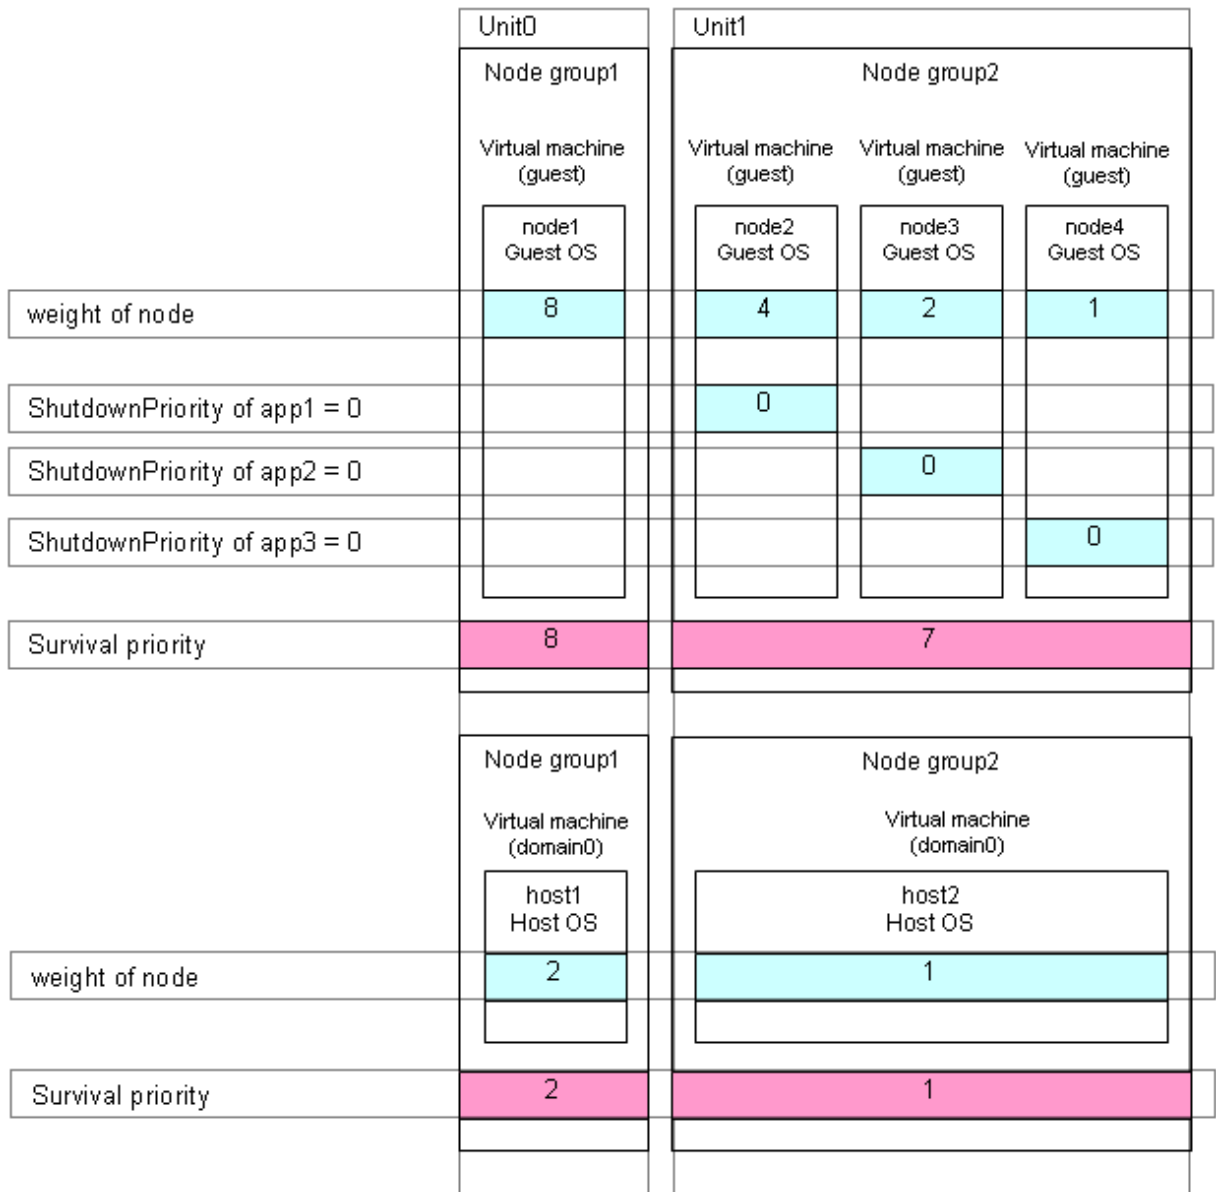 Unit0
Unit1
Node group1
Node group2
Virtual machine
(guest)
Virtual machine
(guest)
Virtual machine
(guest)
Virtual machine
(guest)
node1
Guest OS
node2
Guest OS
node3
Guest OS
node4
Guest OS
weight of node
8
4
2
1
ShutdownPriority of app1 = 0
0
ShutdownPriority of app2 = 0
0
ShutdownPriority of app3 = 0
0
Survival priority
8
7
Node group1
Node group2
Virtual machine
(domain0)
Virtual machine
(domain0)
host1
Host OS
host2
Host OS
weight of node
2
1
Survival priority
2
1